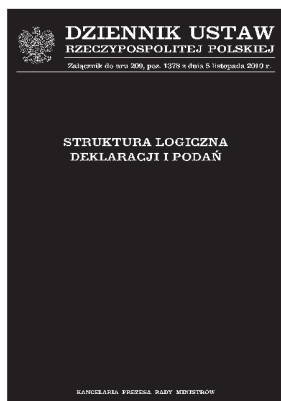 DZIENNIK USTAW
RZECZYPOSPOLITEJ POLSKIEJ
Załącznik do nru 209, poz. 1378 z dnia 5 listopada 2010 r.
STRUKTURA LOGICZNA
DEKLARACJI I PODAŃ
KANCELARIA PREZESA RADY MINISTRÓW